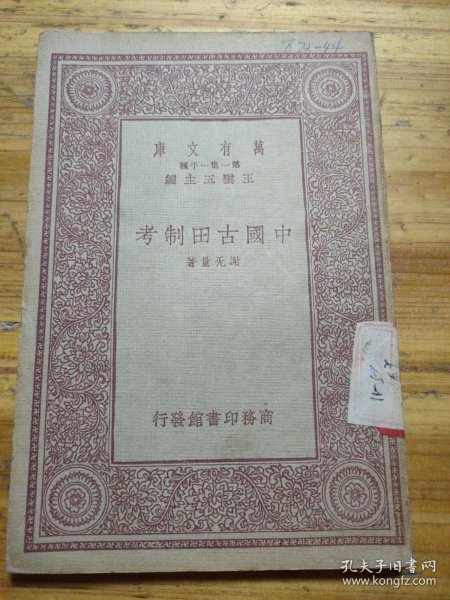 萬有文庫
第一集一千種
王雲五主編
中國古田制考
謝无量著
商務印書館發行
孔夫子旧书网
www.kongfz.com